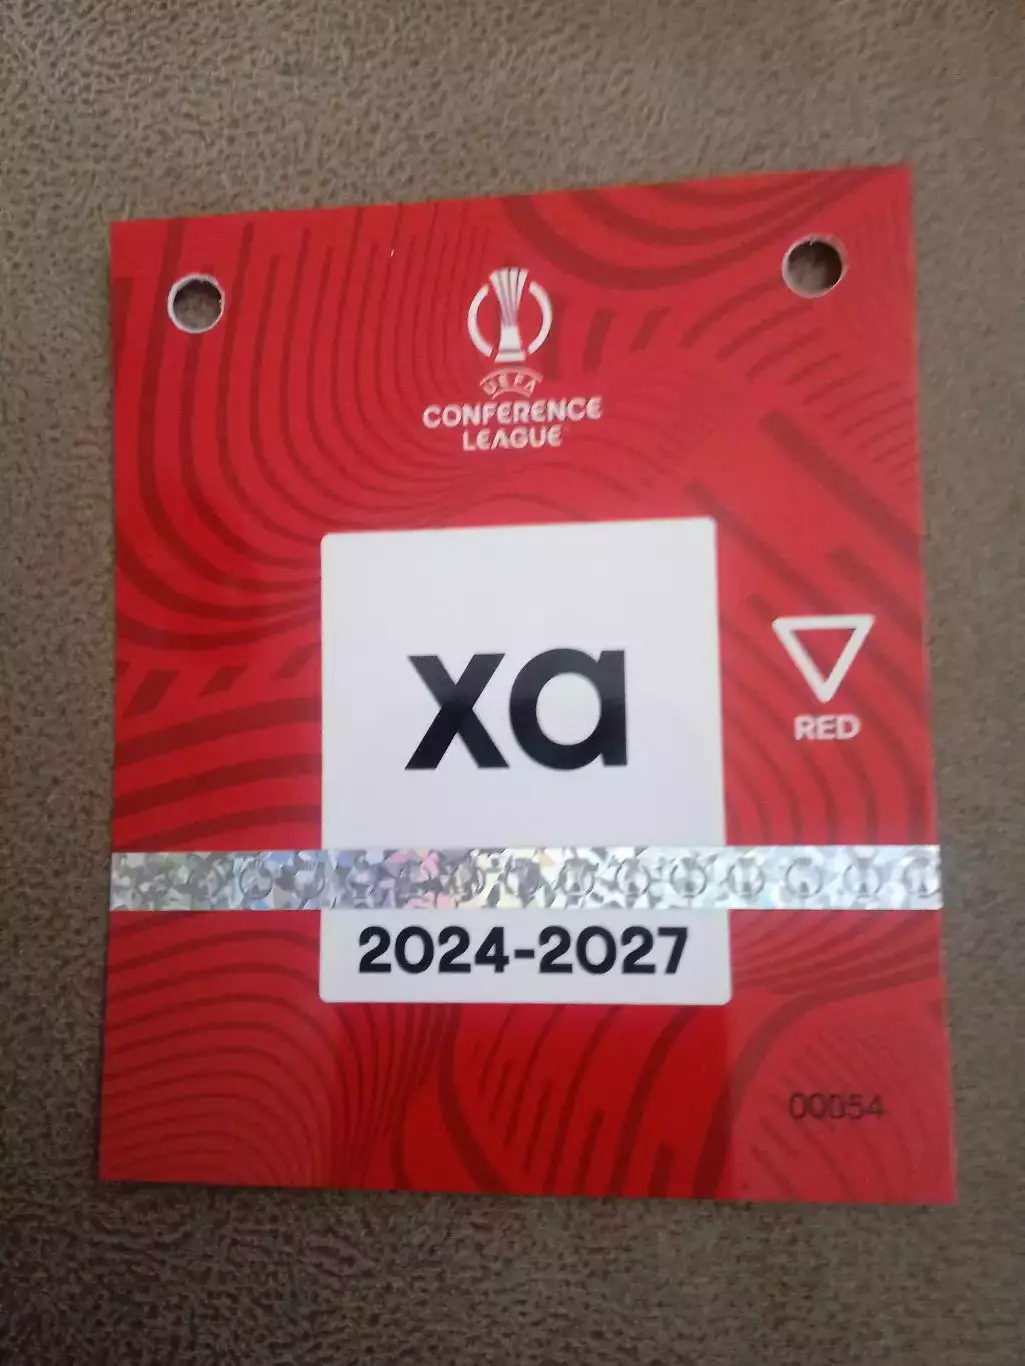 UEFA
CONFERENCE
LEAGUE
xa
RED
2024-2027
00054